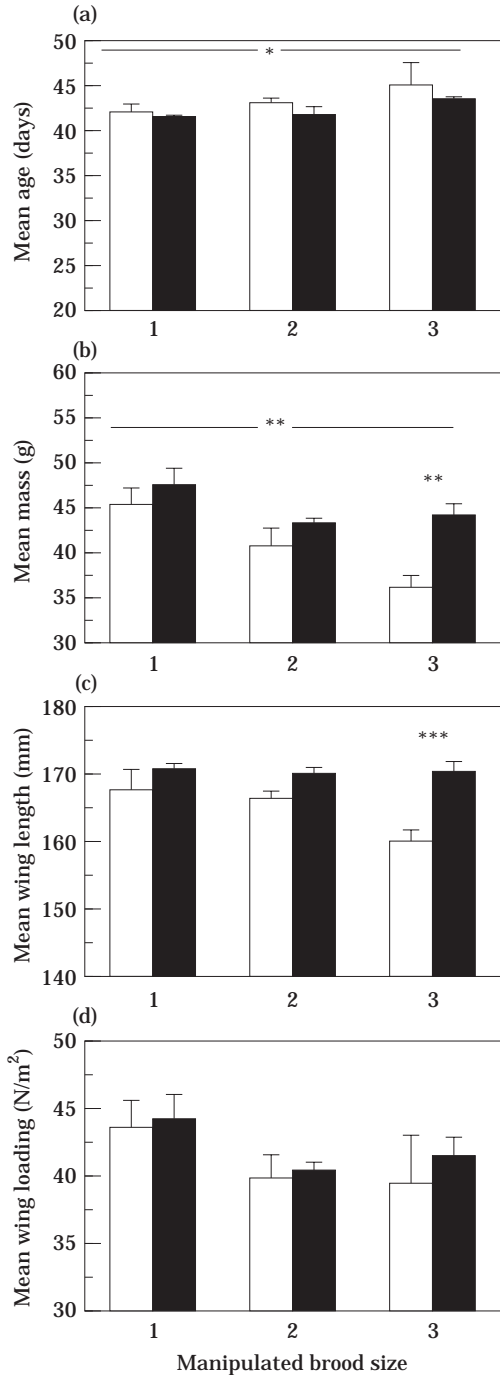 (a)
50
45
40
35
30
25
20
Mean age (days)
*
1 2 3
(b)
60
55
50
45
40
35
30
Mean mass (g)
**
**
1 2 3
(c)
180
170
160
150
140
Mean wing length (mm)
***
1 2 3
(d)
50
45
40
35
30
Mean wing loading (N/m²)
1 2 3
Manipulated brood size